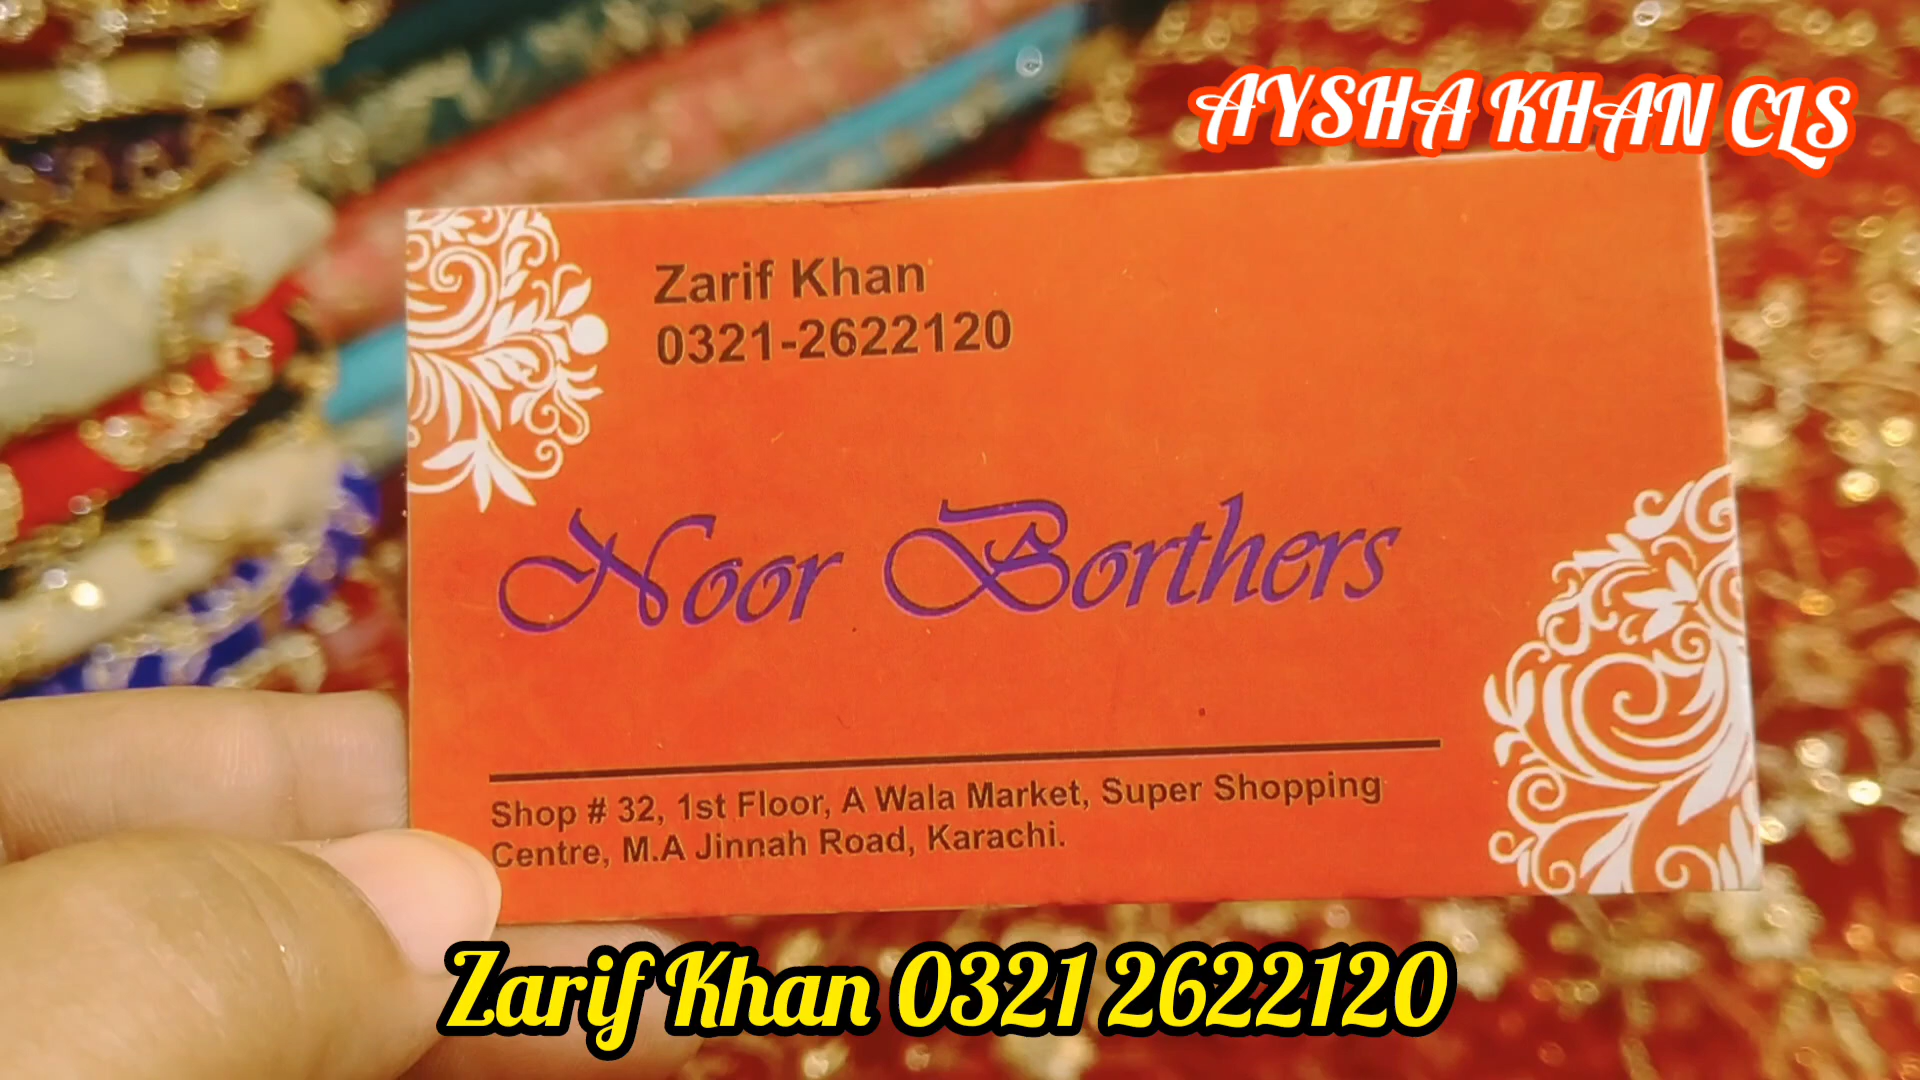 AYSHA KHAN CLS
Zarif Khan
0321-2622120
Noor Borthers
Shop # 32, 1st Floor, A Wala Market, Super Shopping
Centre, M.A Jinnah Road, Karachi.
Zarif Khan 0321 2622120